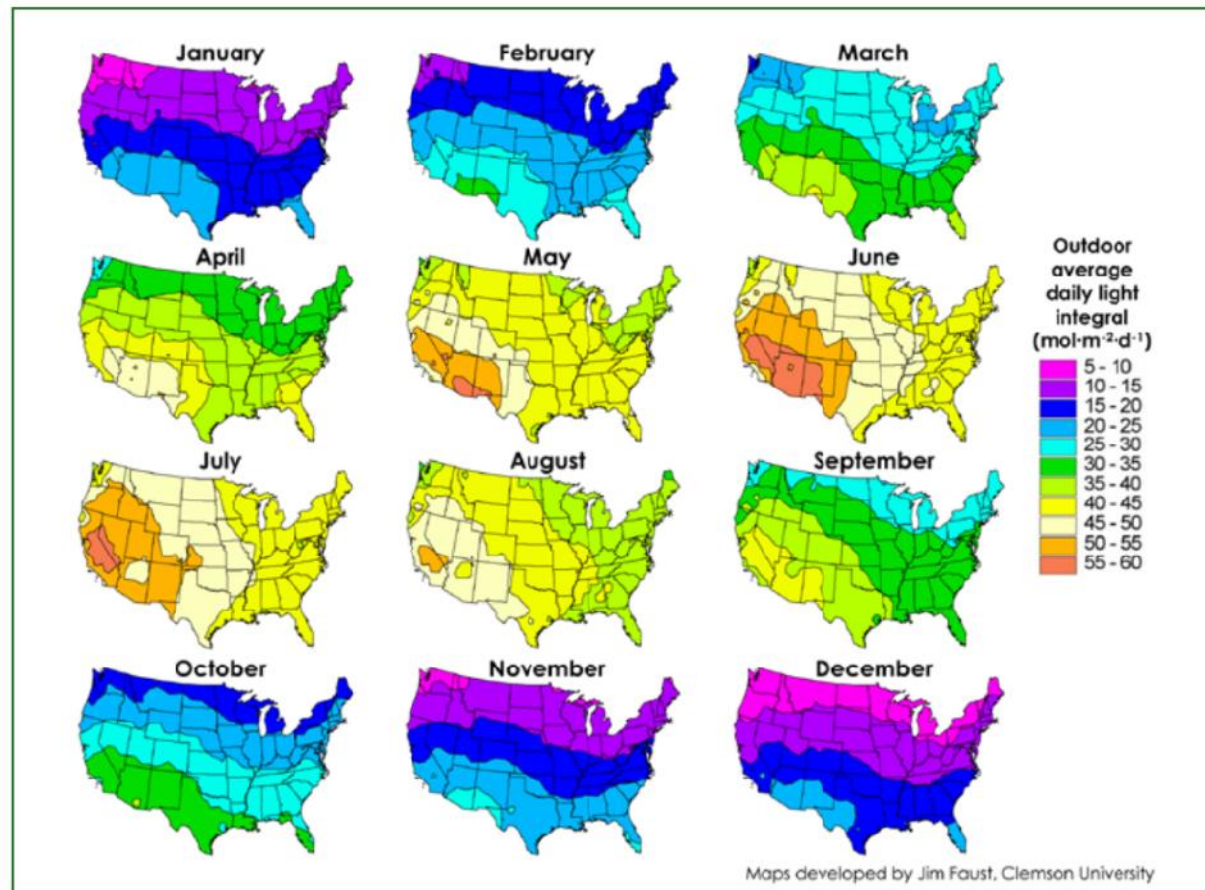 January
February
March
April
May
June
July
August
September
October
November
December
Outdoor
average
daily light
integral
(mol·m⁻²·d⁻¹)
5 - 10
10 - 15
15 - 20
20 - 25
25 - 30
30 - 35
35 - 40
40 - 45
45 - 50
50 - 55
55 - 60
Maps developed by Jim Faust, Clemson University